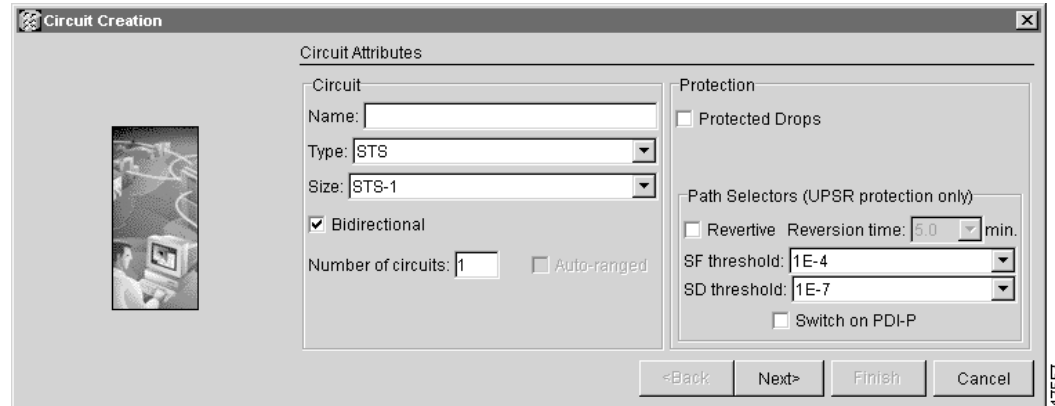 Circuit Creation
Circuit Attributes
Circuit
Name:
Type: STS
Size: STS-1
Bidirectional
Number of circuits: 1 Auto-ranged
Protection
Protected Drops
Path Selectors (UPSR protection only)
Revertive Reversion time: 5.0 min.
SF threshold: 1E-4
SD threshold: 1E-7
Switch on PDI-P
<Back Next> Finish Cancel